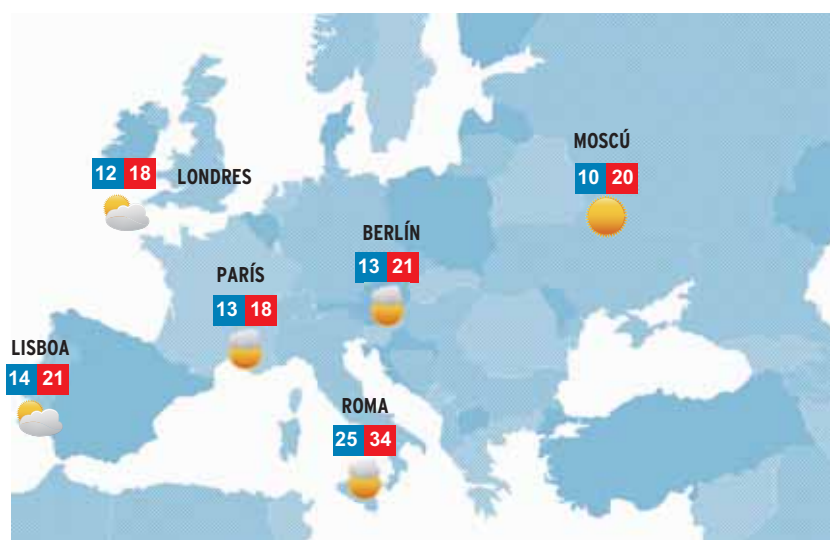 MOSCÚ
10 20
12 18 LONDRES
BERLÍN
13 21
PARÍS
13 18
LISBOA
14 21
ROMA
25 34